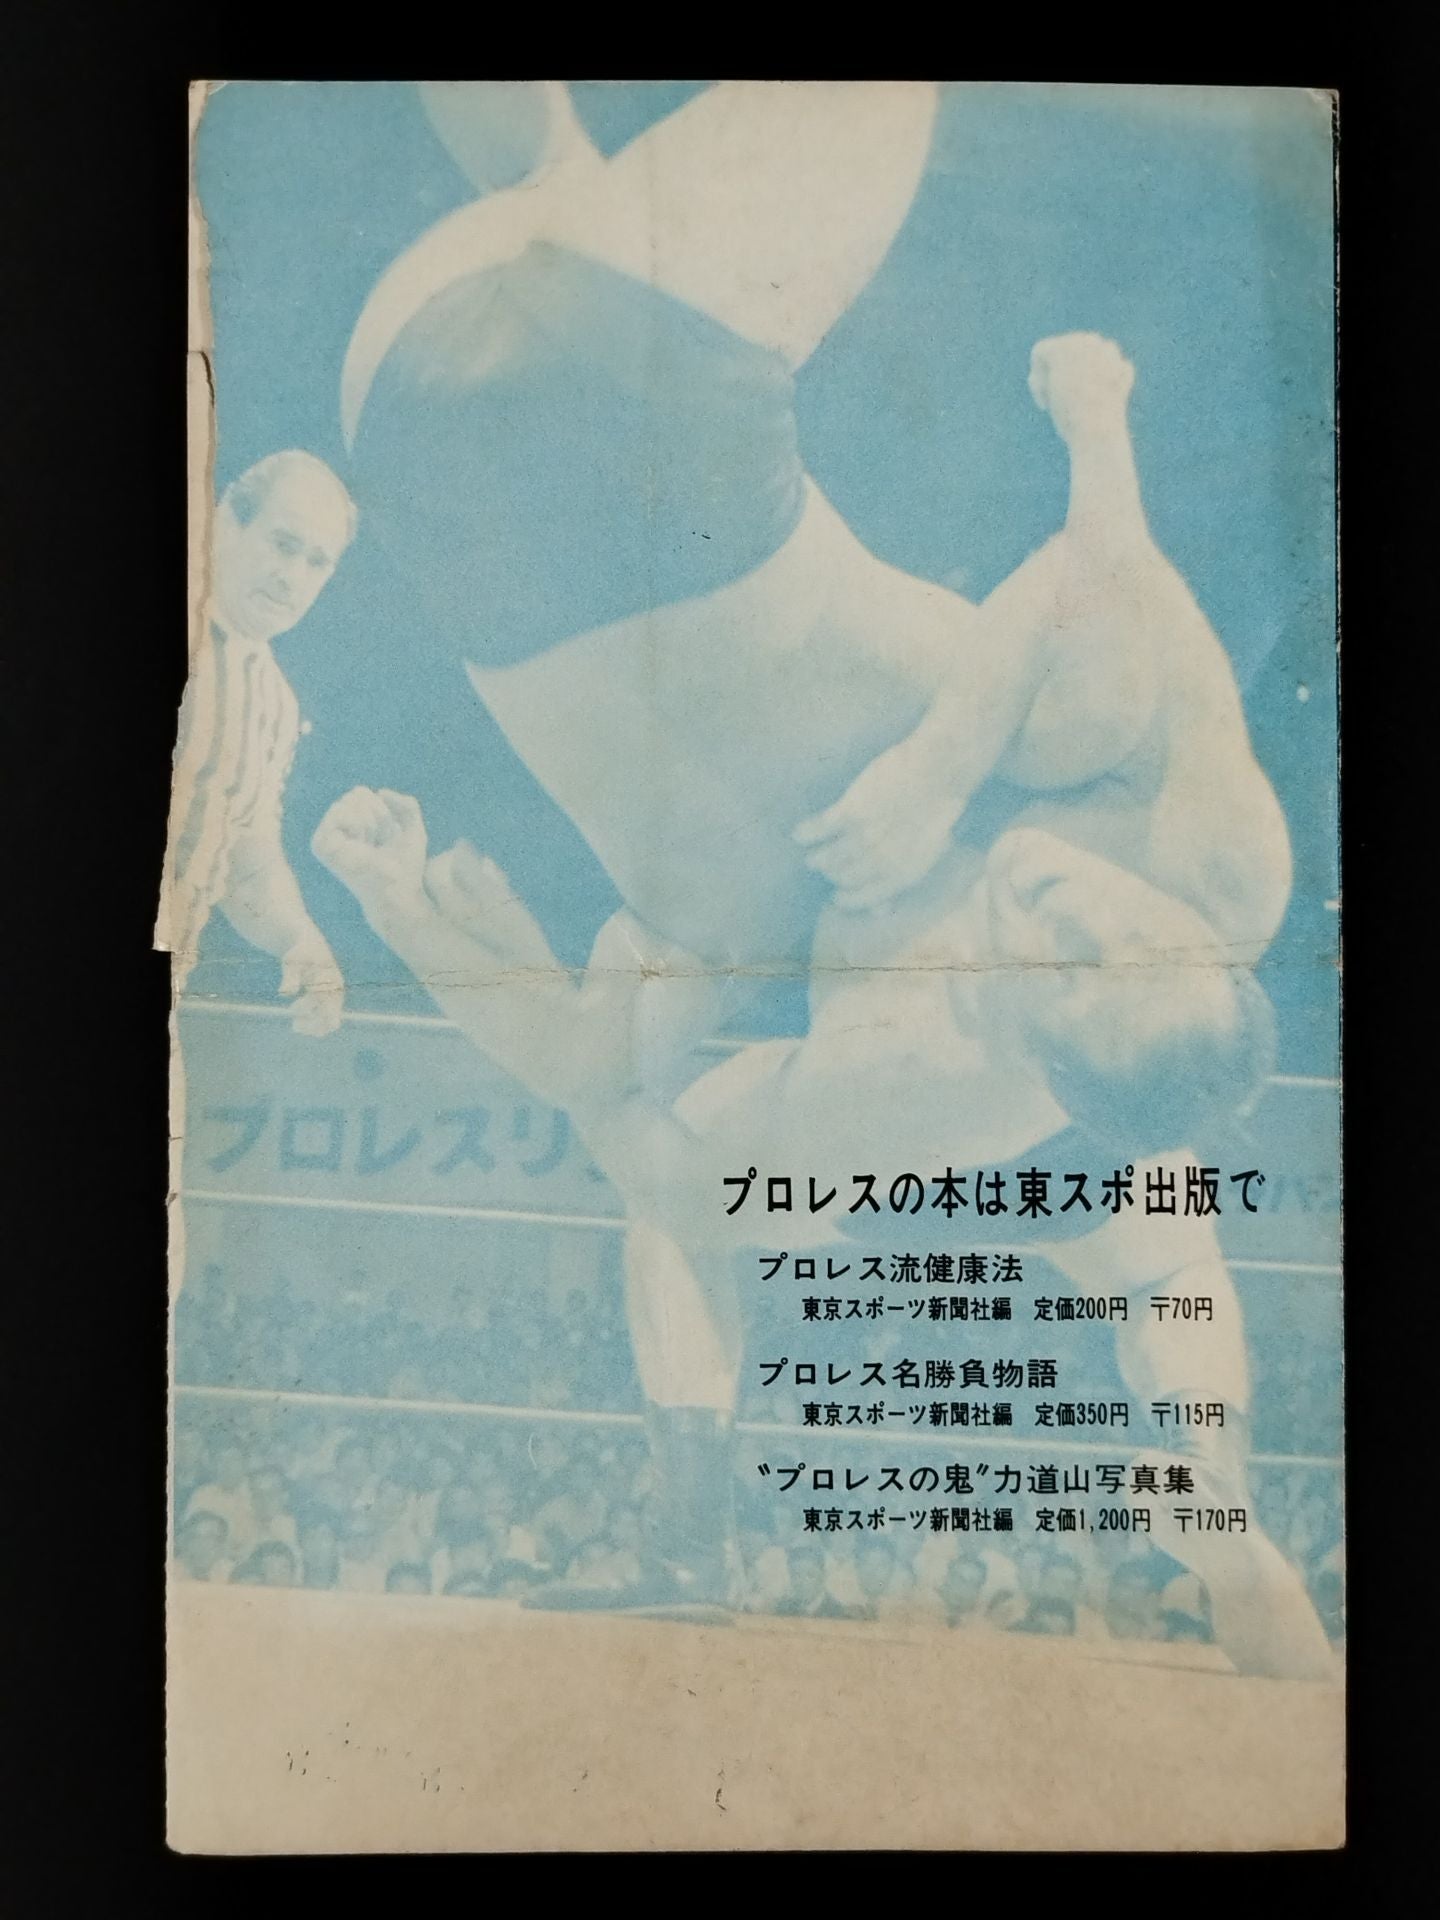 プロレスリ
プロレスの本は東スポ出版で
プロレス流健康法
東京スポーツ新聞社編 定価200円 〒70円
プロレス名勝負物語
東京スポーツ新聞社編 定価350円 〒115円
〝プロレスの鬼〞力道山写真集
東京スポーツ新聞社編 定価1,200円 〒170円